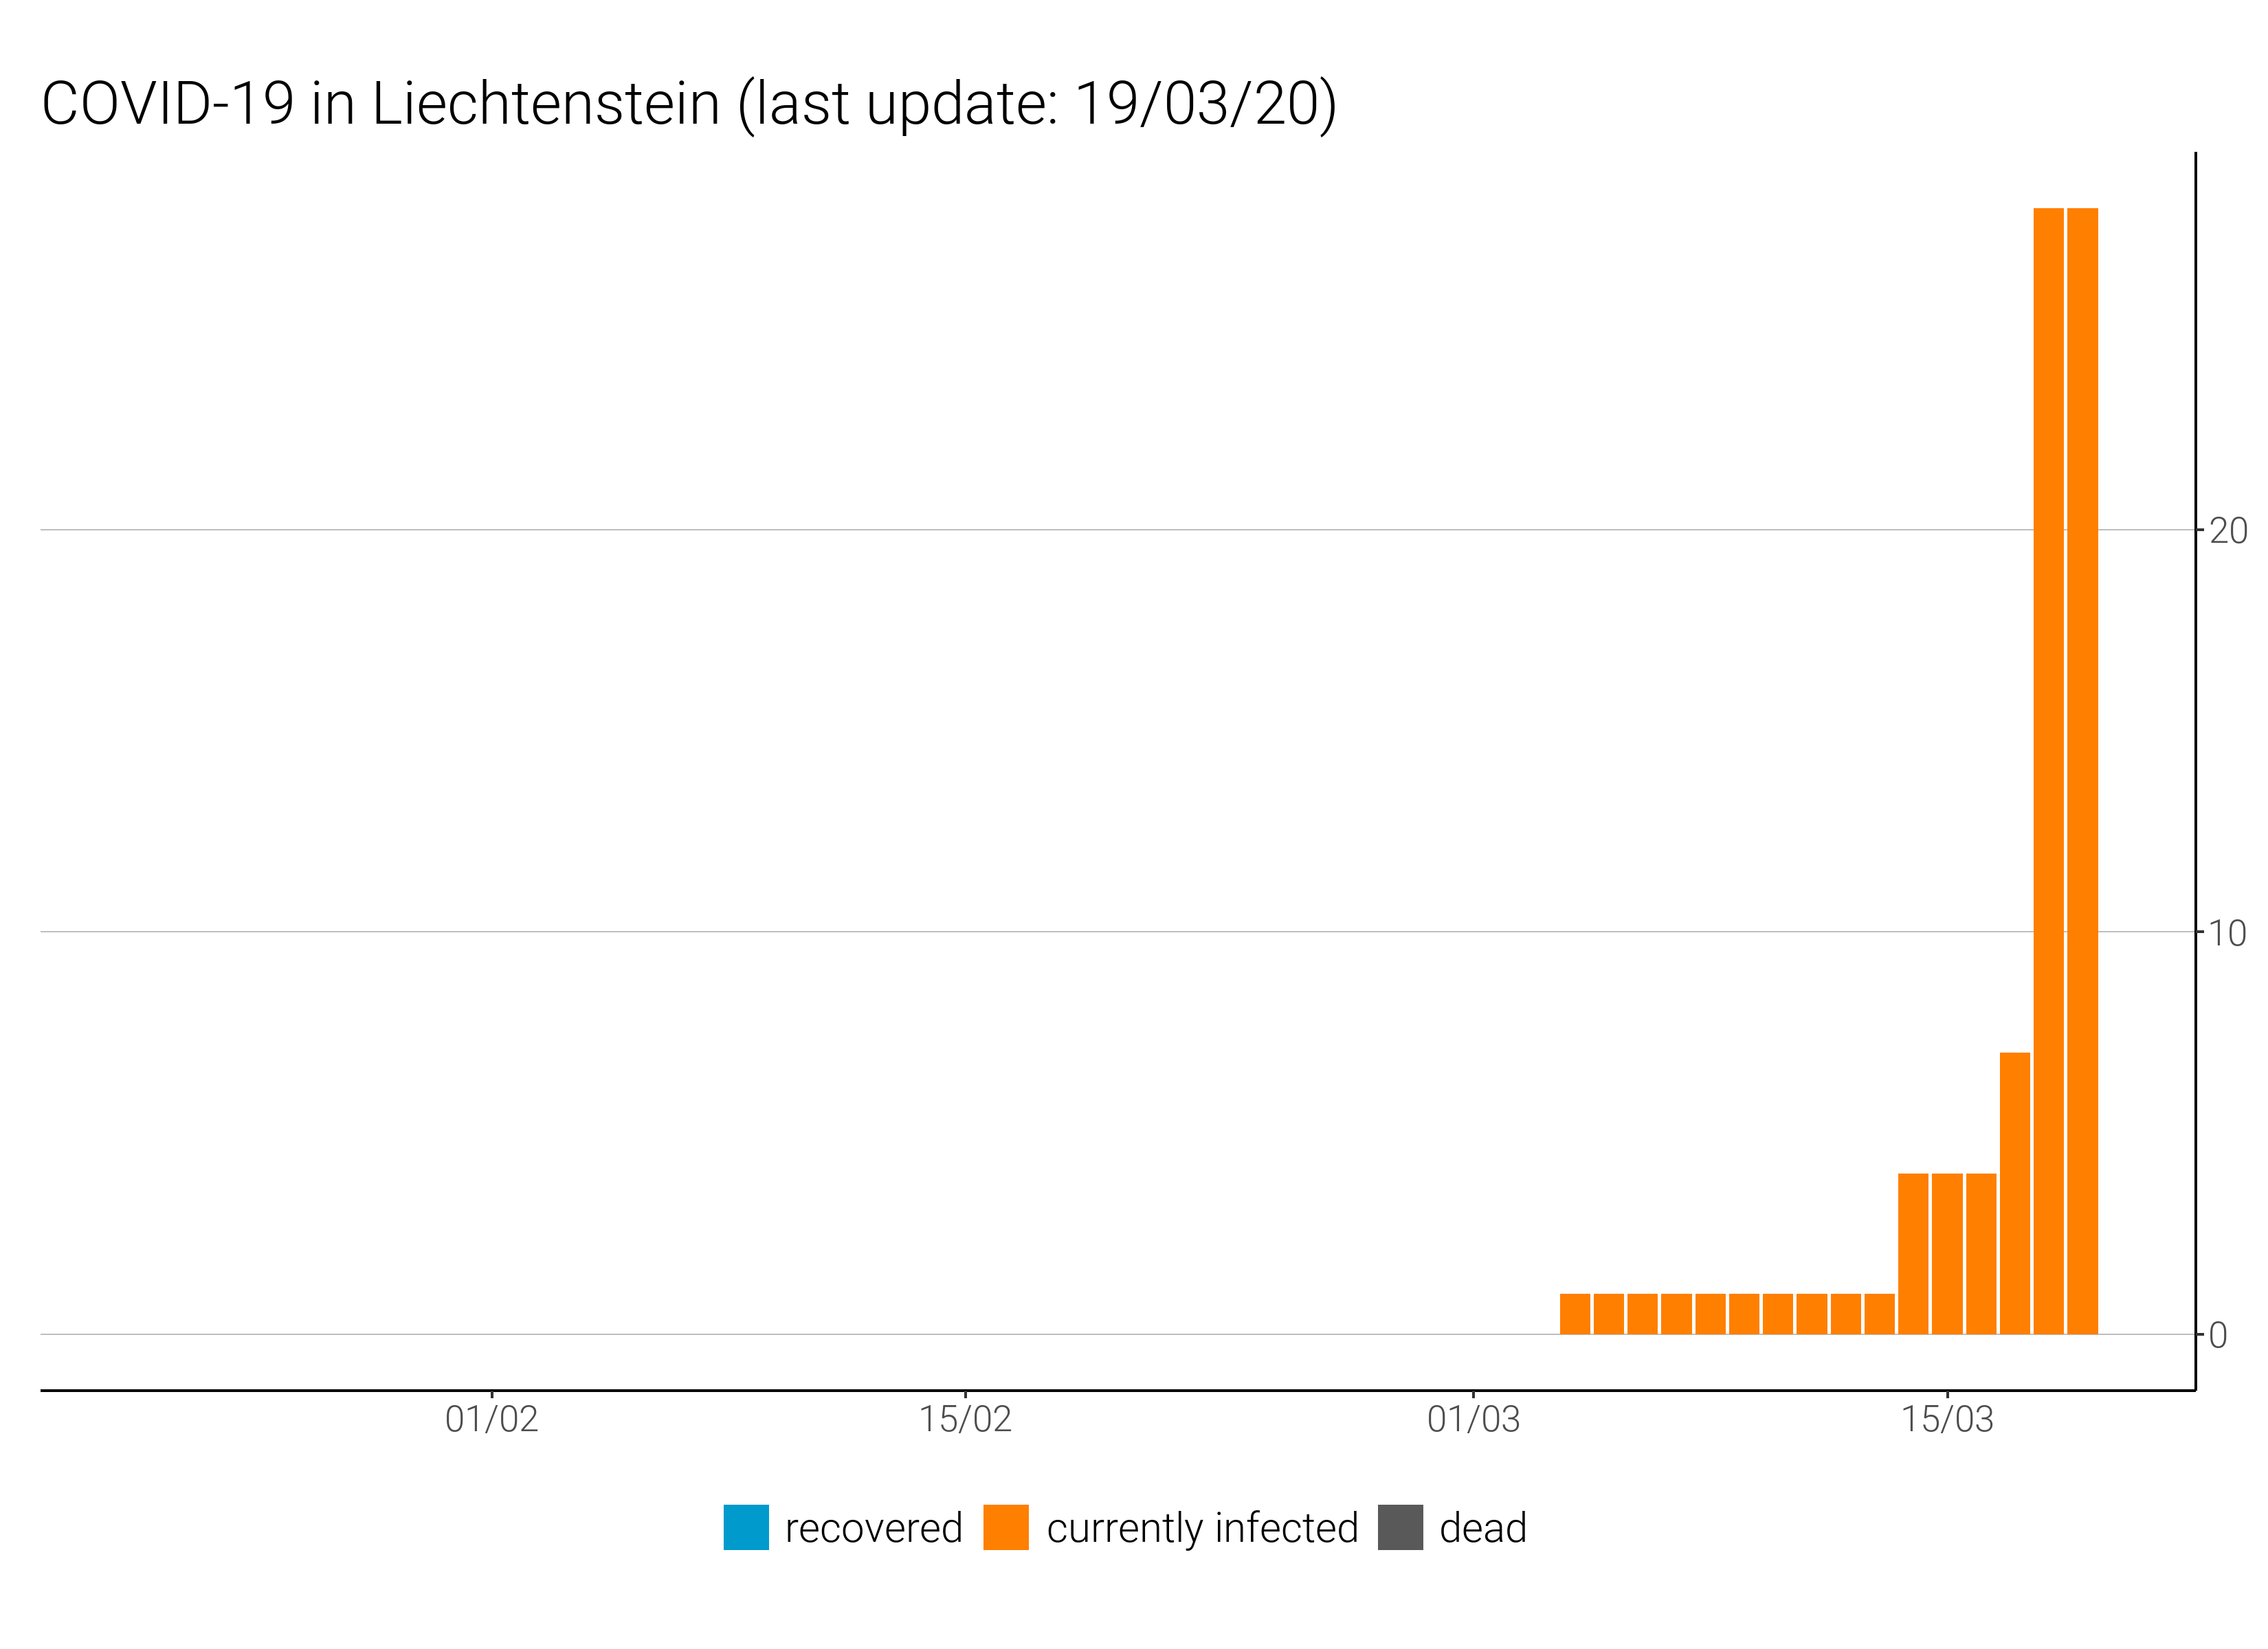 COVID-19 in Liechtenstein (last update: 19/03/20)
20
10
0
01/02 15/02 01/03 15/03
recovered currently infected dead